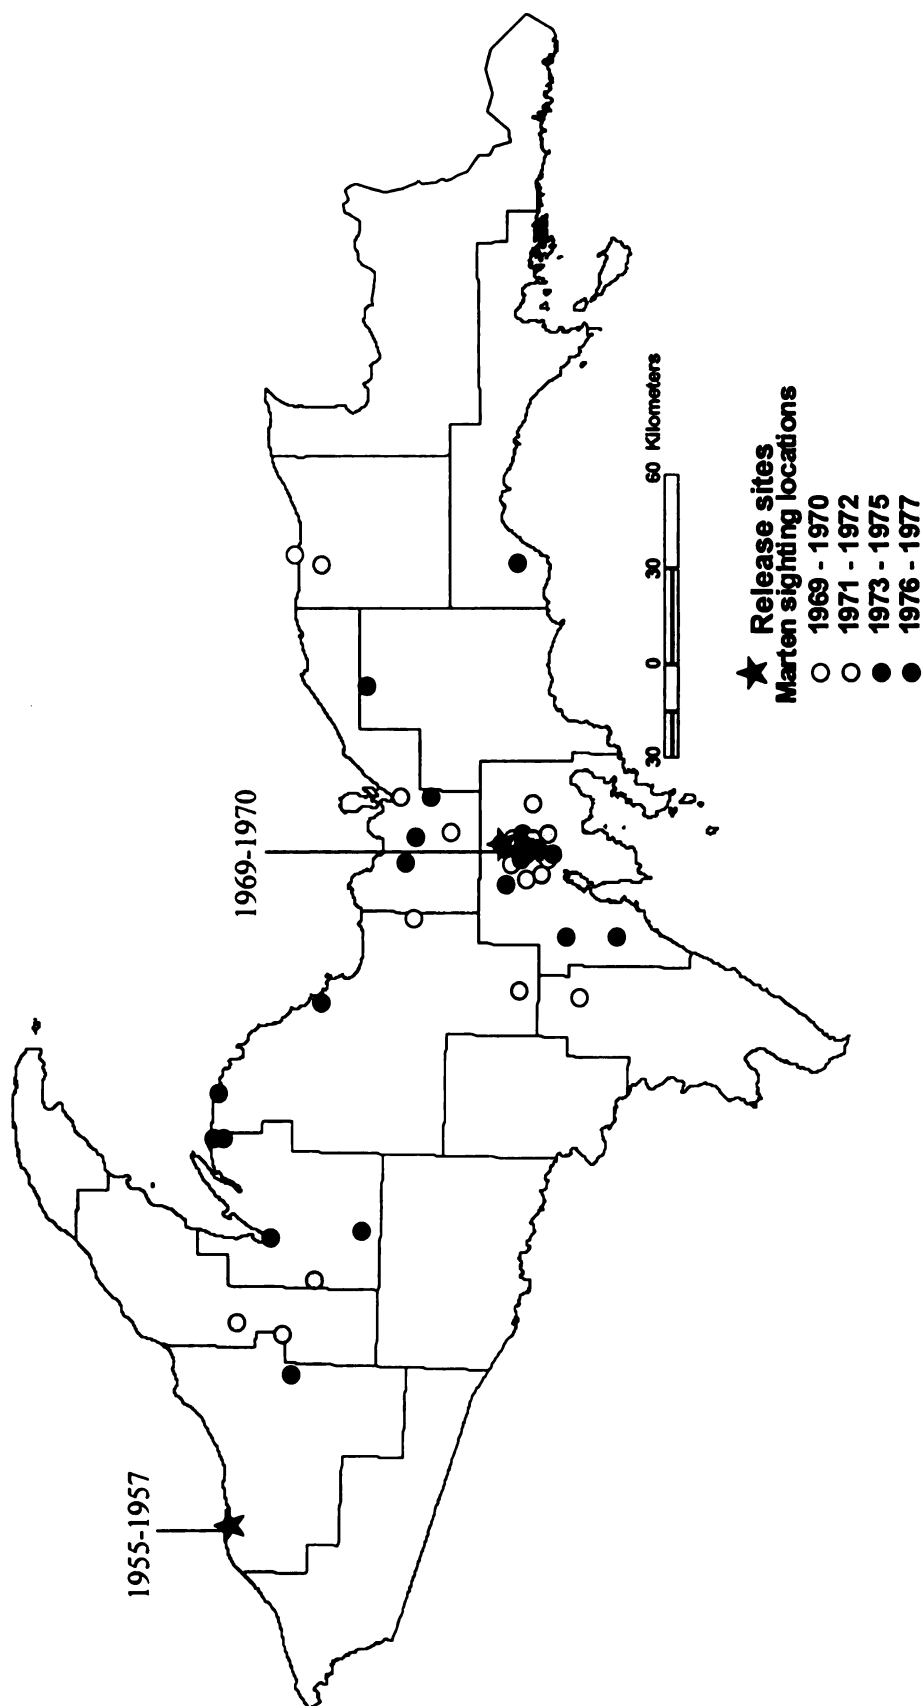 1955-1957
1969-1970
30 0 30 60 Kilometers
Release sites
Marten sighting locations
1969 - 1970
1971 - 1972
1973 - 1975
1976 - 1977